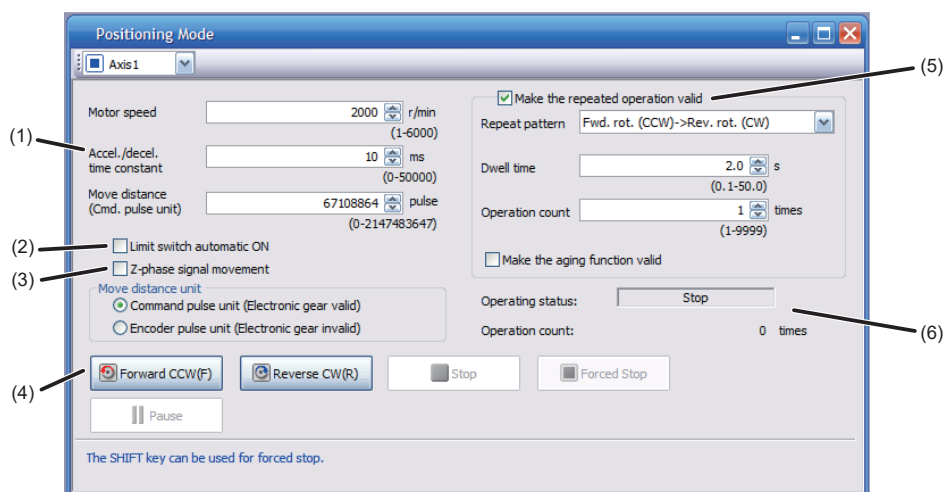 Positioning Mode
Axis1
(1)
Motor speed 2000 r/min
(1-6000)
Accel./decel.
time constant 10 ms
(0-50000)
Move distance
(Cmd. pulse unit) 67108864 pulse
(0-2147483647)
(2)
Limit switch automatic ON
(3)
Z-phase signal movement
Move distance unit
Command pulse unit (Electronic gear valid)
Encoder pulse unit (Electronic gear invalid)
(5)
Make the repeated operation valid
Repeat pattern Fwd. rot. (CCW)->Rev. rot. (CW)
Dwell time 2.0 s
(0.1-50.0)
Operation count 1 times
(1-9999)
Make the aging function valid
Operating status: Stop
Operation count: 0 times
(6)
(4)
Forward CCW(F) Reverse CW(R) Stop Forced Stop
Pause
The SHIFT key can be used for forced stop.